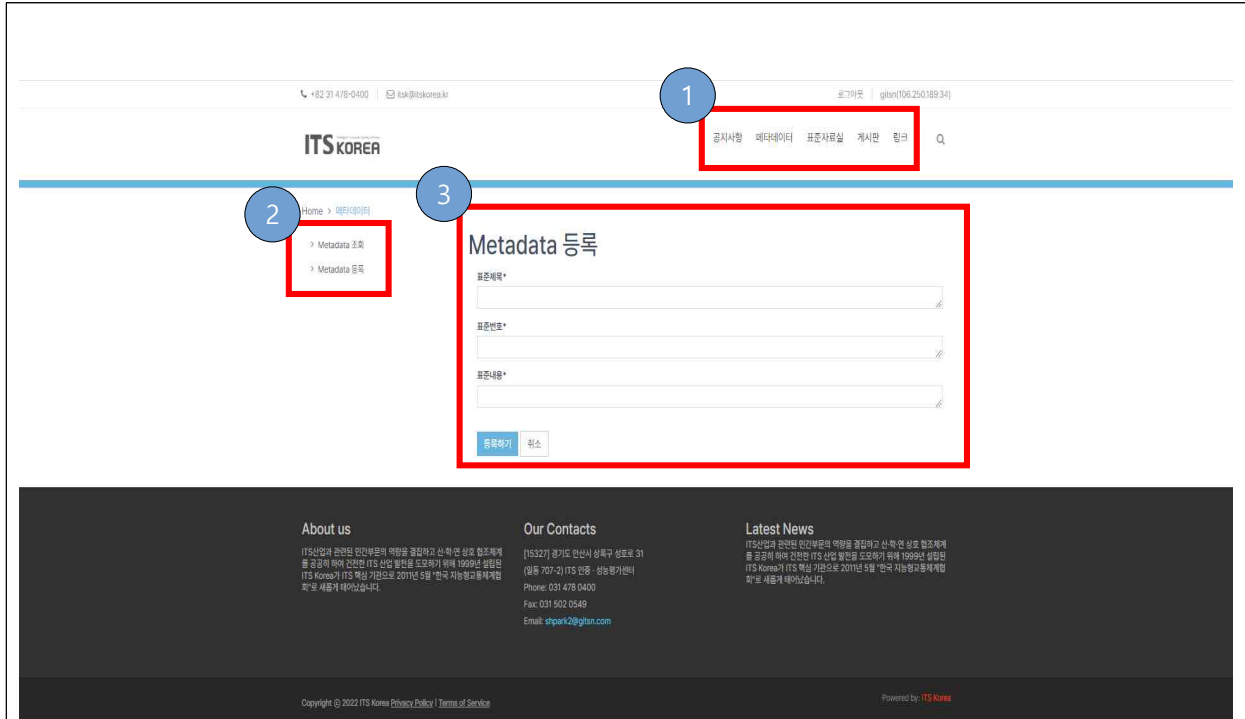 +82 31 478-0400
itsk@itskorea.kr
로그아웃
gitsn(106.250.189.34)
1
ITS KOREA
공지사항
메타데이터
표준자료실
게시판
링크
3
2
Home > 메타데이터
> Metadata 조회
> Metadata 등록
Metadata 등록
표준제목*
표준번호*
표준내용*
등록하기
취소
About us
ITS산업과 관련된 민간부문의 역량을 결집하고 산·학·연 상호 협조체계
를 공공히 하여 건전한 ITS 산업 발전을 도모하기 위해 1999년 설립된
ITS Korea가 ITS 핵심 기관으로 2011년 5월 "한국 지능형교통체계협
회"로 새롭게 태어났습니다.
Our Contacts
[15327] 경기도 안산시 상록구 성호로 31
(일동 707-2) ITS 인증 · 성능평가센터
Phone: 031 478 0400
Fax: 031 502 0549
Email: shpark2@gitsn.com
Latest News
ITS산업과 관련된 민간부문의 역량을 결집하고 산·학·연 상호 협조체계
를 공공히 하여 건전한 ITS 산업 발전을 도모하기 위해 1999년 설립된
ITS Korea가 ITS 핵심 기관으로 2011년 5월 "한국 지능형교통체계협
회"로 새롭게 태어났습니다.
Copyright ⓒ 2022 ITS Korea Privacy Policy | Terms of Service
Powered by: ITS Korea